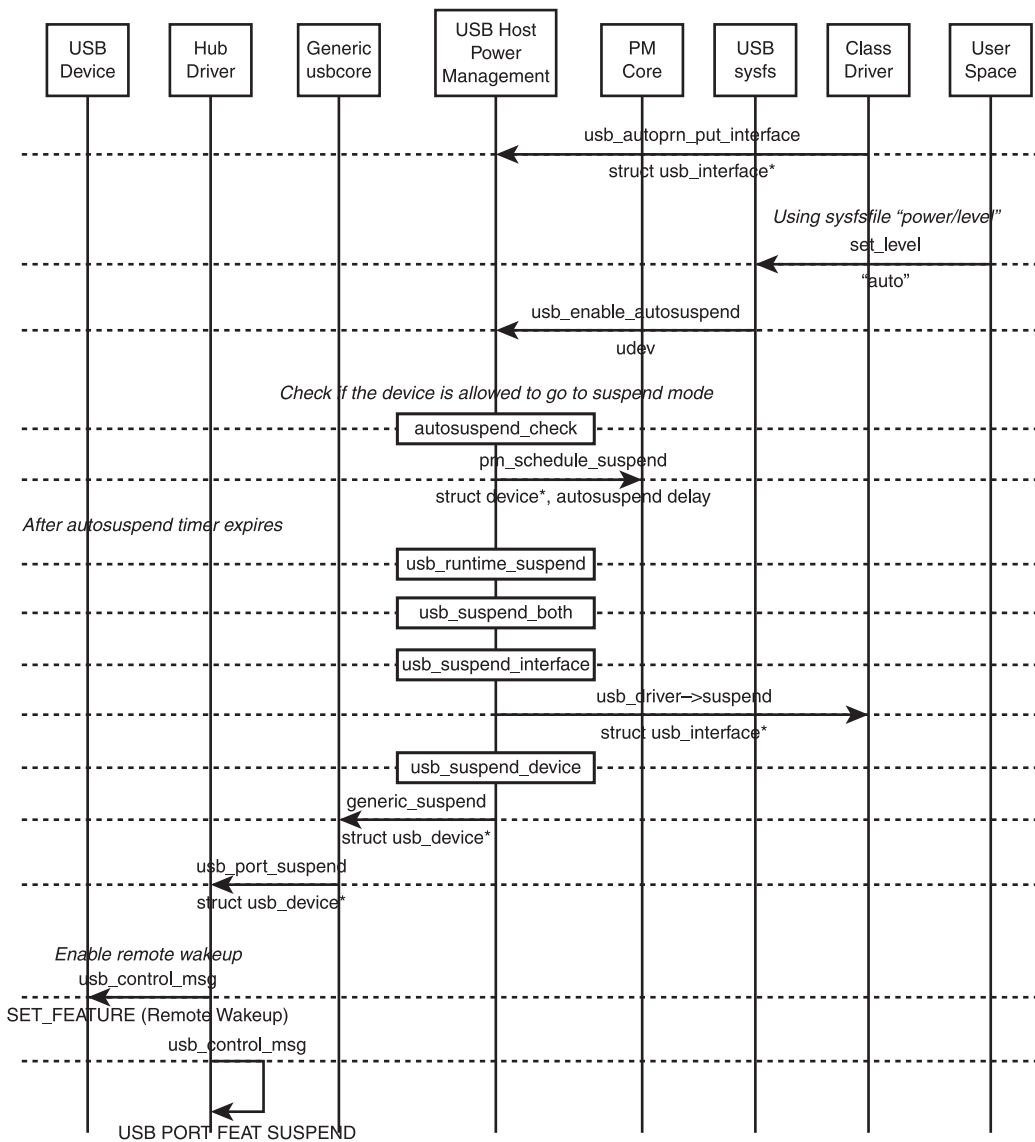 USB
Device
Hub
Driver
Generic
usbcore
USB Host
Power
Management
PM
Core
USB
sysfs
Class
Driver
User
Space
usb_autoprn_put_interface
struct usb_interface*
Using sysfsfile “power/level”
set_level
“auto”
usb_enable_autosuspend
udev
Check if the device is allowed to go to suspend mode
autosuspend_check
prn_schedule_suspend
struct device*, autosuspend delay
After autosuspend timer expires
usb_runtime_suspend
usb_suspend_both
usb_suspend_interface
usb_driver–>suspend
struct usb_interface*
usb_suspend_device
generic_suspend
struct usb_device*
usb_port_suspend
struct usb_device*
Enable remote wakeup
usb_control_msg
SET_FEATURE (Remote Wakeup)
usb_control_msg
USB PORT FEAT SUSPEND